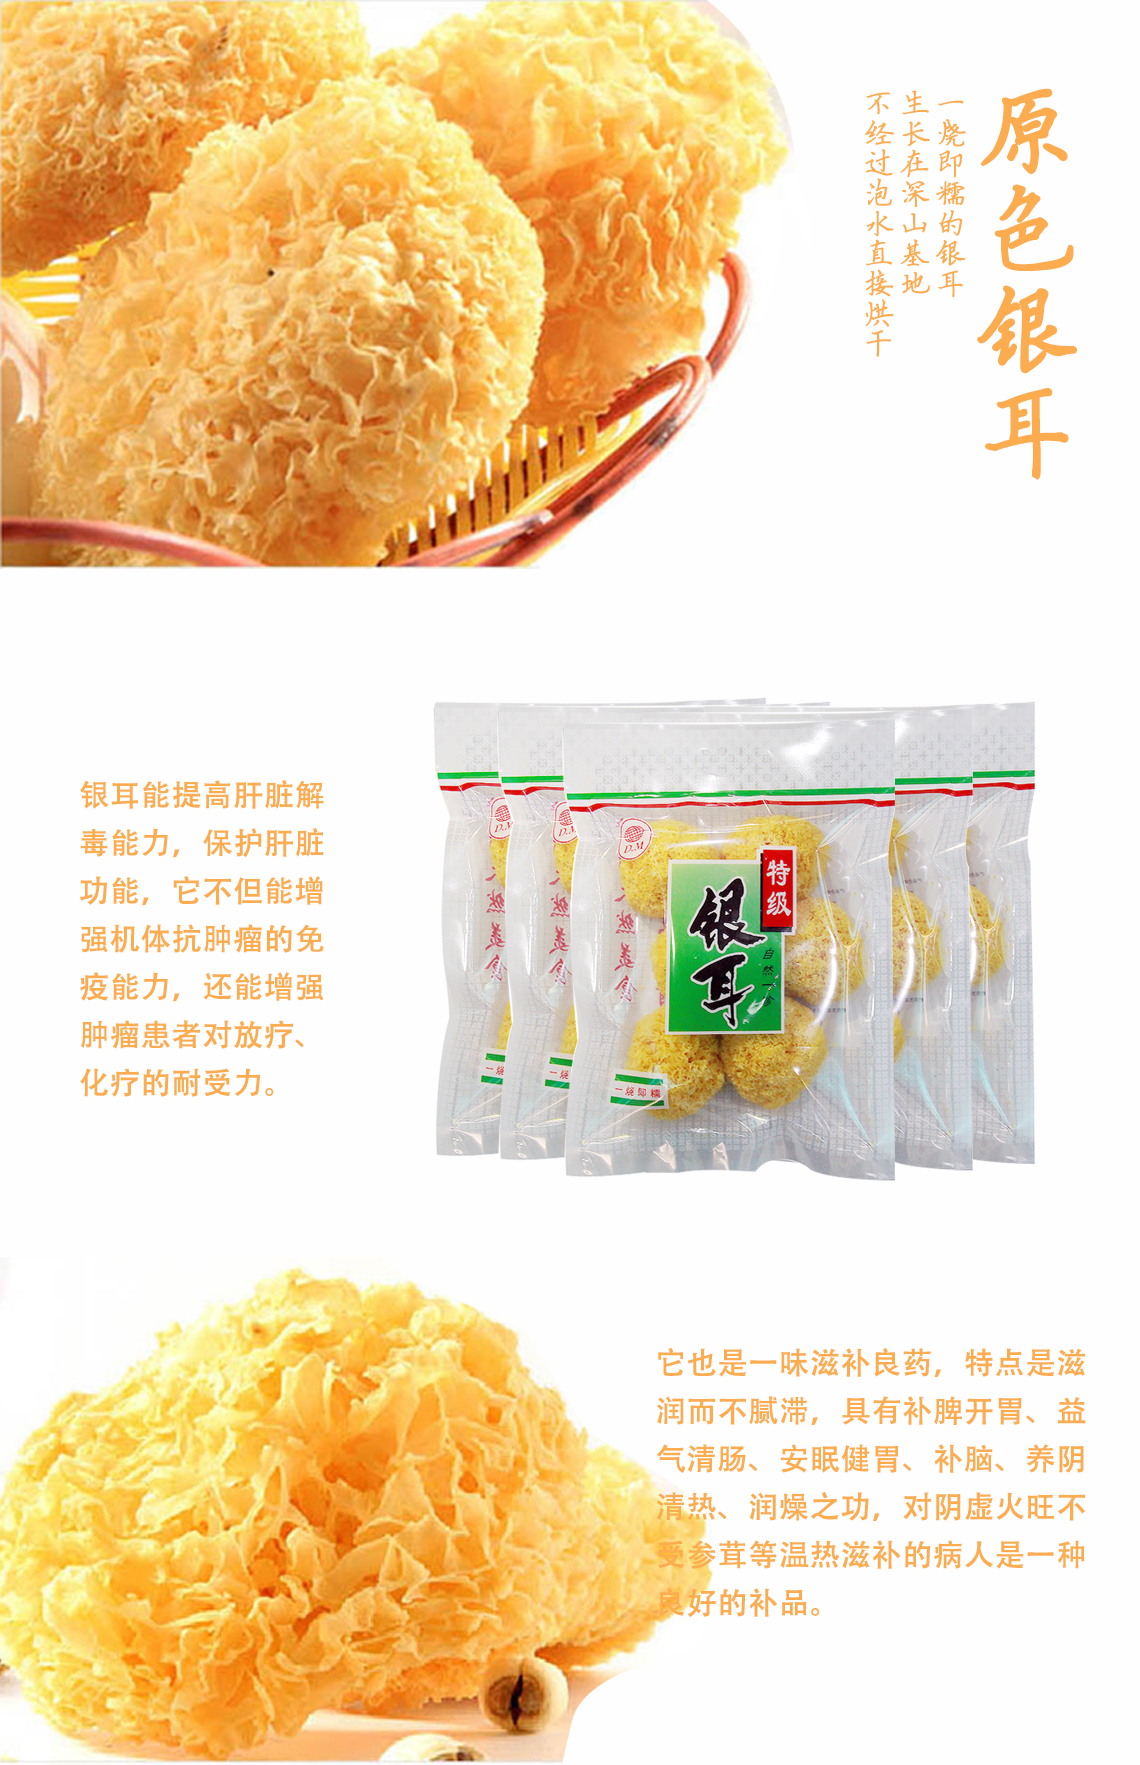 原色银耳
一烧即糯的银耳
生长在深山基地
不经过泡水直接烘干
银耳能提高肝脏解
毒能力，保护肝脏
功能，它不但能增
强机体抗肿瘤的免
疫能力，还能增强
肿瘤患者对放疗、
化疗的耐受力。
D.M
特级
银耳
一烧即糯
它也是一味滋补良药，特点是滋
润而不腻滞，具有补脾开胃、益
气清肠、安眠健胃、补脑、养阴
清热、润燥之功，对阴虚火旺不
受参茸等温热滋补的病人是一种
良好的补品。